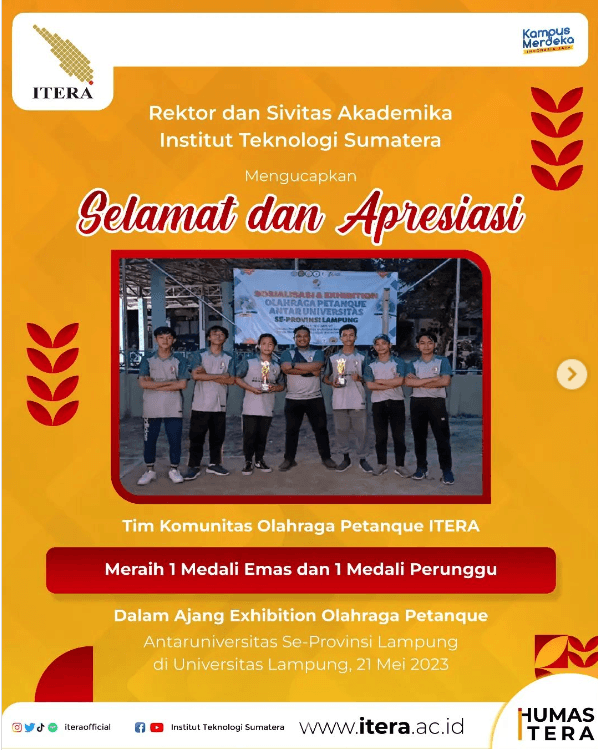 ITERA
Kampus
Merdeka
INDONESIA JAYA
Rektor dan Sivitas Akademika
Institut Teknologi Sumatera
Mengucapkan
Selamat dan Apresiasi
SOSIALISASI & EXHIBITION
OLAHRAGA PETANQUE
ANTAR UNIVERSITAS
SE-PROVINSI LAMPUNG
Tim Komunitas Olahraga Petanque ITERA
Meraih 1 Medali Emas dan 1 Medali Perunggu
Dalam Ajang Exhibition Olahraga Petanque
Antaruniversitas Se-Provinsi Lampung
di Universitas Lampung, 21 Mei 2023
iteraofficial
Institut Teknologi Sumatera
www.itera.ac.id
HUMAS
ITERA